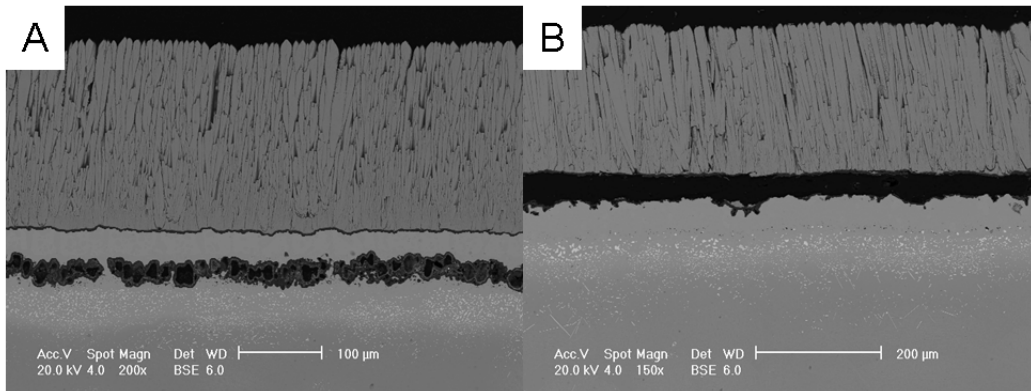 A
B
Acc.V Spot Magn Det WD 100 µm
20.0 kV 4.0 200x BSE 6.0
Acc.V Spot Magn Det WD 200 µm
20.0 kV 4.0 150x BSE 6.0